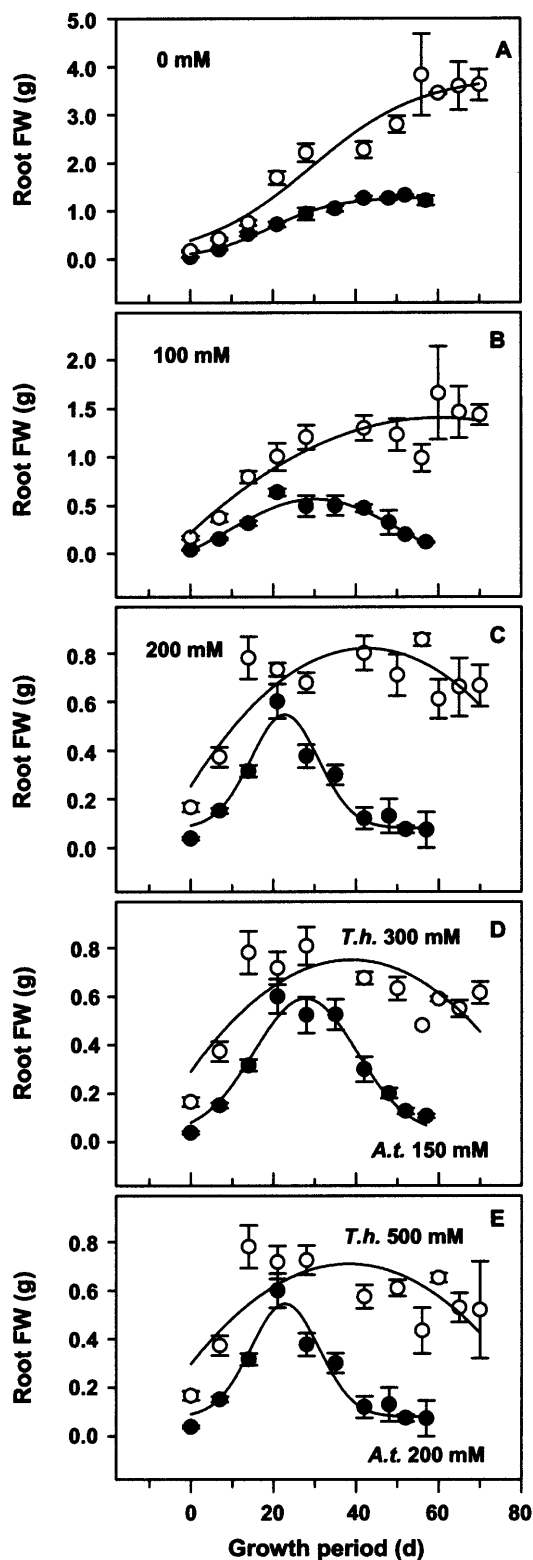 A
0 mM
5.0
4.0
3.0
2.0
1.0
0.0
Root FW (g)
B
100 mM
2.0
1.5
1.0
0.5
0.0
Root FW (g)
C
200 mM
0.8
0.6
0.4
0.2
0.0
Root FW (g)
D
T.h. 300 mM
0.8
0.6
0.4
0.2
0.0
Root FW (g)
A.t. 150 mM
E
T.h. 500 mM
0.8
0.6
0.4
0.2
0.0
Root FW (g)
A.t. 200 mM
0 20 40 60 80
Growth period (d)